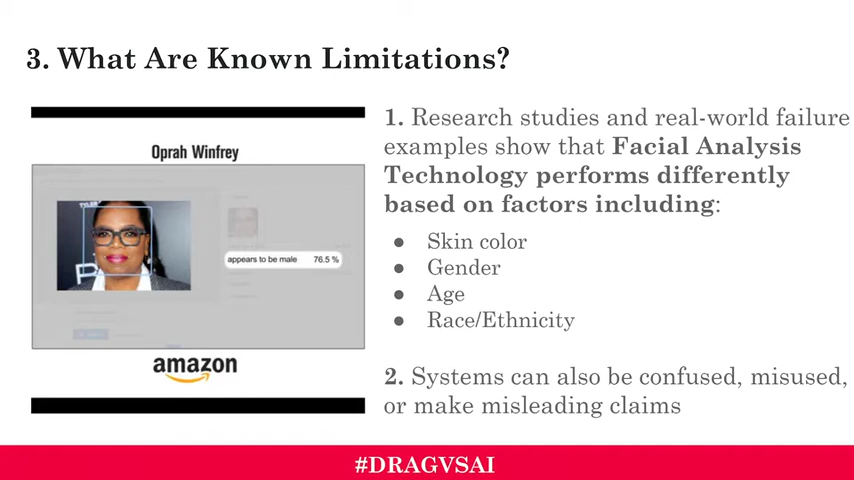 3. What Are Known Limitations?
Oprah Winfrey
TYLER
appears to be male 76.5 %
amazon
1. Research studies and real-world failure
examples show that Facial Analysis
Technology performs differently
based on factors including:
● Skin color
● Gender
● Age
● Race/Ethnicity
2. Systems can also be confused, misused,
or make misleading claims
#DRAGVSAI